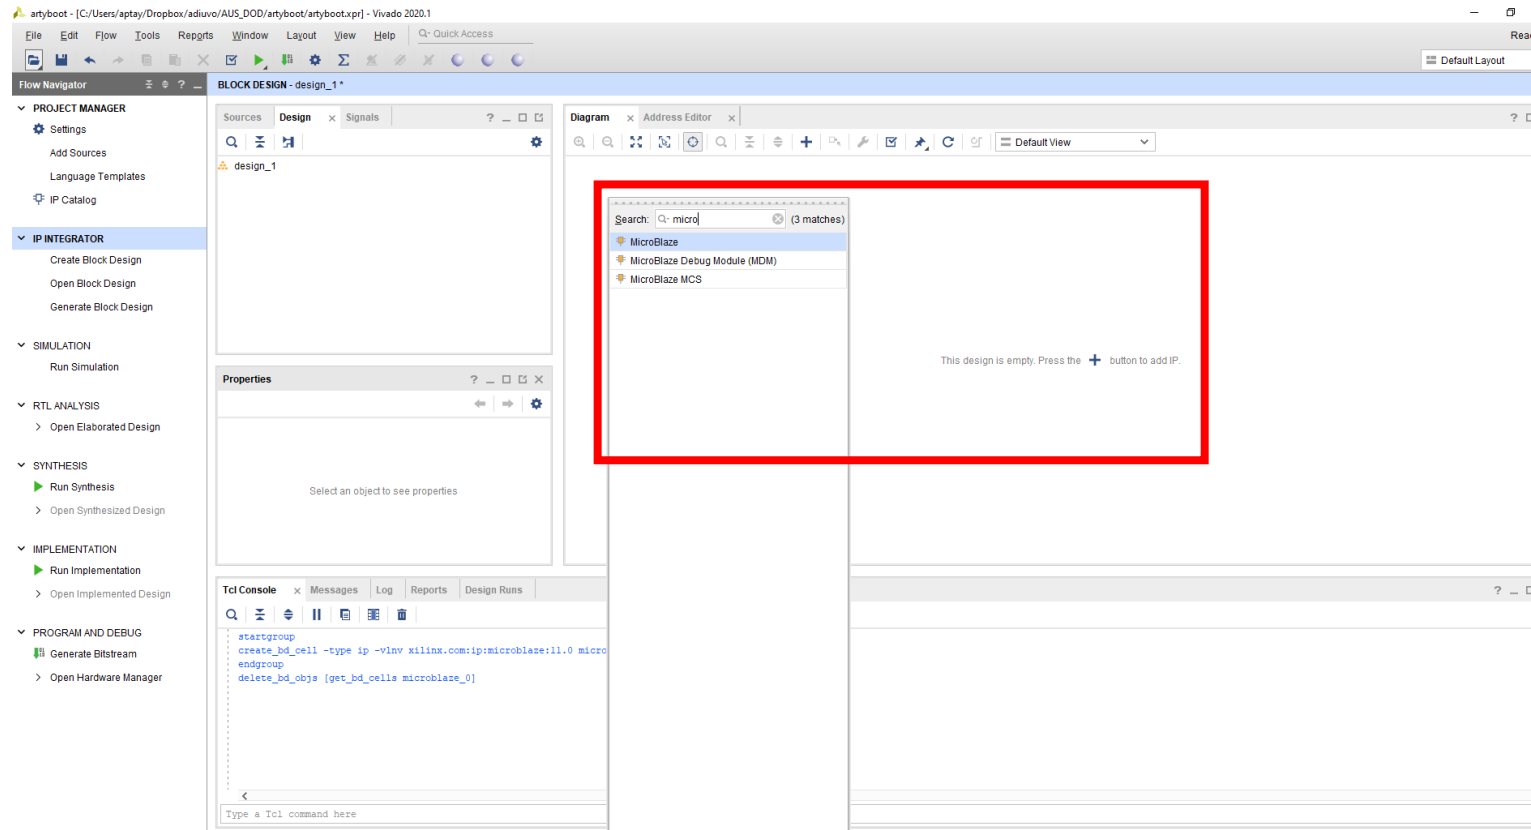 artyboot - [C:/Users/aptay/Dropbox/adiuvo/AUS_DOD/artyboot/artyboot.xpr] - Vivado 2020.1
File Edit Flow Tools Reports Window Layout View Help Quick Access
Default Layout
Flow Navigator
BLOCK DESIGN - design_1 *
PROJECT MANAGER
Settings
Add Sources
Language Templates
IP Catalog
IP INTEGRATOR
Create Block Design
Open Block Design
Generate Block Design
SIMULATION
Run Simulation
RTL ANALYSIS
Open Elaborated Design
SYNTHESIS
Run Synthesis
Open Synthesized Design
IMPLEMENTATION
Run Implementation
Open Implemented Design
PROGRAM AND DEBUG
Generate Bitstream
Open Hardware Manager
Sources Design Signals
design_1
Properties
Select an object to see properties
Diagram Address Editor
Default View
Search: micro (3 matches)
MicroBlaze
MicroBlaze Debug Module (MDM)
MicroBlaze MCS
This design is empty. Press the + button to add IP.
Tcl Console Messages Log Reports Design Runs
startgroup
create_bd_cell -type ip -vlnv xilinx.com:ip:microblaze:11.0 micro
endgroup
delete_bd_objs [get_bd_cells microblaze_0]
Type a Tcl command here